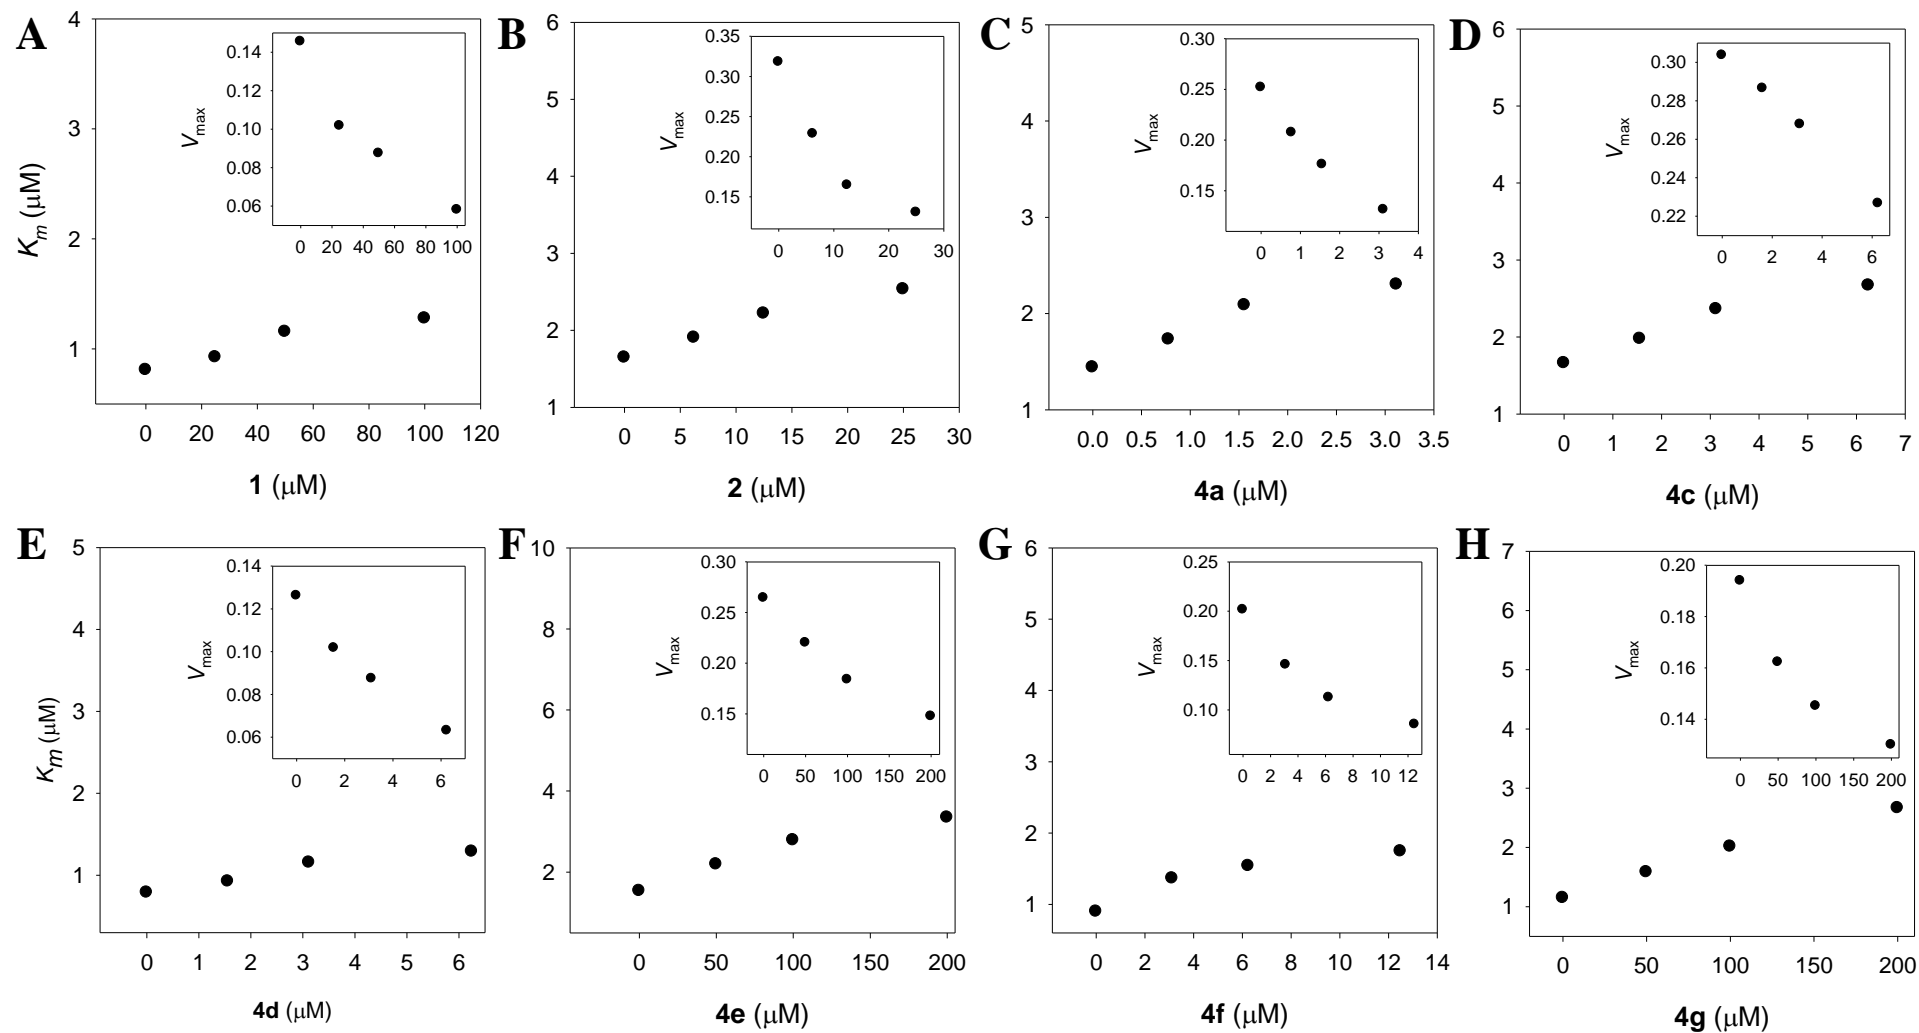 A
4
3
2
1
K_m (μM)
0 20 40 60 80 100 120
1 (μM)
V_max
0.14
0.12
0.10
0.08
0.06
0 20 40 60 80 100
B
6
5
4
3
2
1
0 5 10 15 20 25 30
2 (μM)
V_max
0.35
0.30
0.25
0.20
0.15
0 10 20 30
C
5
4
3
2
1
0.0 0.5 1.0 1.5 2.0 2.5 3.0 3.5
4a (μM)
V_max
0.30
0.25
0.20
0.15
0 1 2 3 4
D
6
5
4
3
2
1
0 1 2 3 4 5 6 7
4c (μM)
V_max
0.30
0.28
0.26
0.24
0.22
0 2 4 6
E
5
4
3
2
1
K_m (μM)
0 1 2 3 4 5 6
4d (μM)
V_max
0.14
0.12
0.10
0.08
0.06
0 2 4 6
F
10
8
6
4
2
0 50 100 150 200
4e (μM)
V_max
0.30
0.25
0.20
0.15
0 50 100 150 200
G
6
5
4
3
2
1
0 2 4 6 8 10 12 14
4f (μM)
V_max
0.25
0.20
0.15
0.10
0 2 4 6 8 10 12
H
7
6
5
4
3
2
1
0 50 100 150 200
4g (μM)
V_max
0.20
0.18
0.16
0.14
0 50 100 150 200